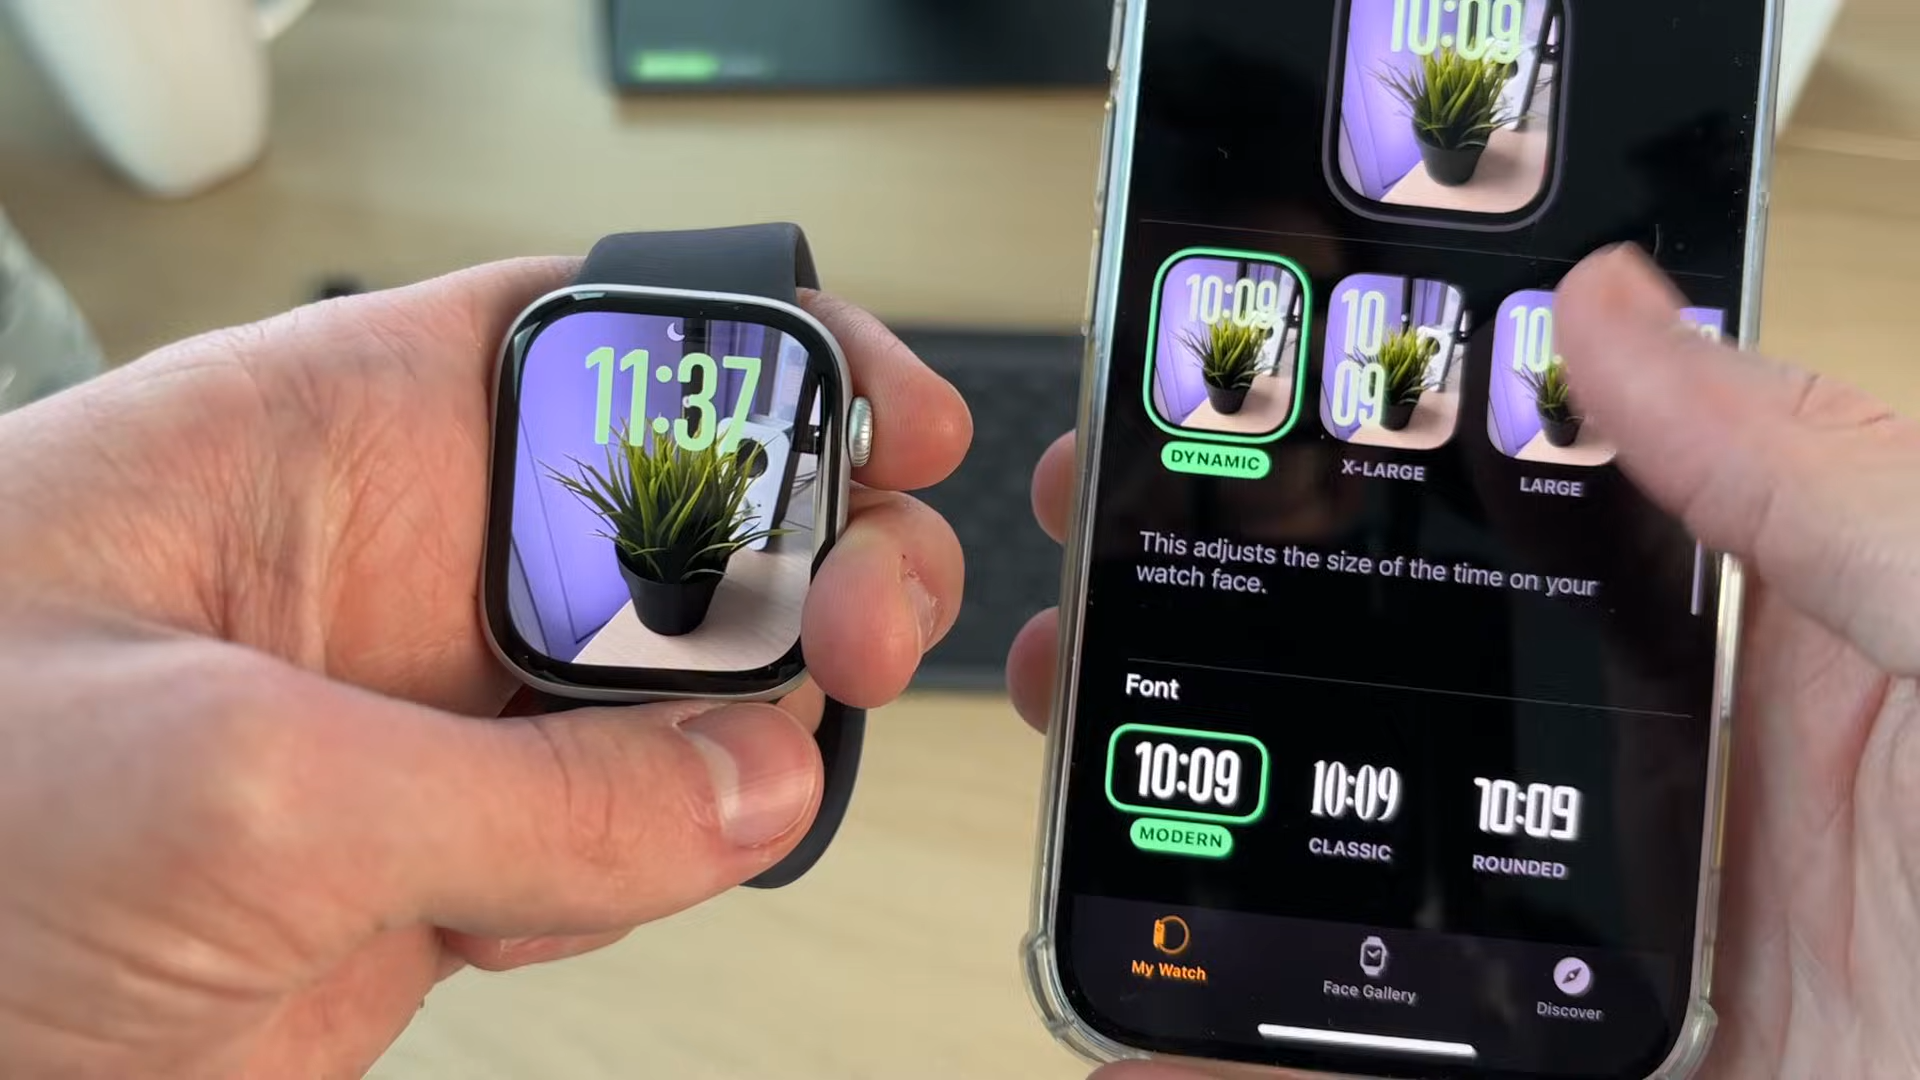 11:37
10:09
10:09
10
09
10
DYNAMIC
X-LARGE
LARGE
This adjusts the size of the time on your
watch face.
Font
10:09
10:09
10:09
MODERN
CLASSIC
ROUNDED
My Watch
Face Gallery
Discover